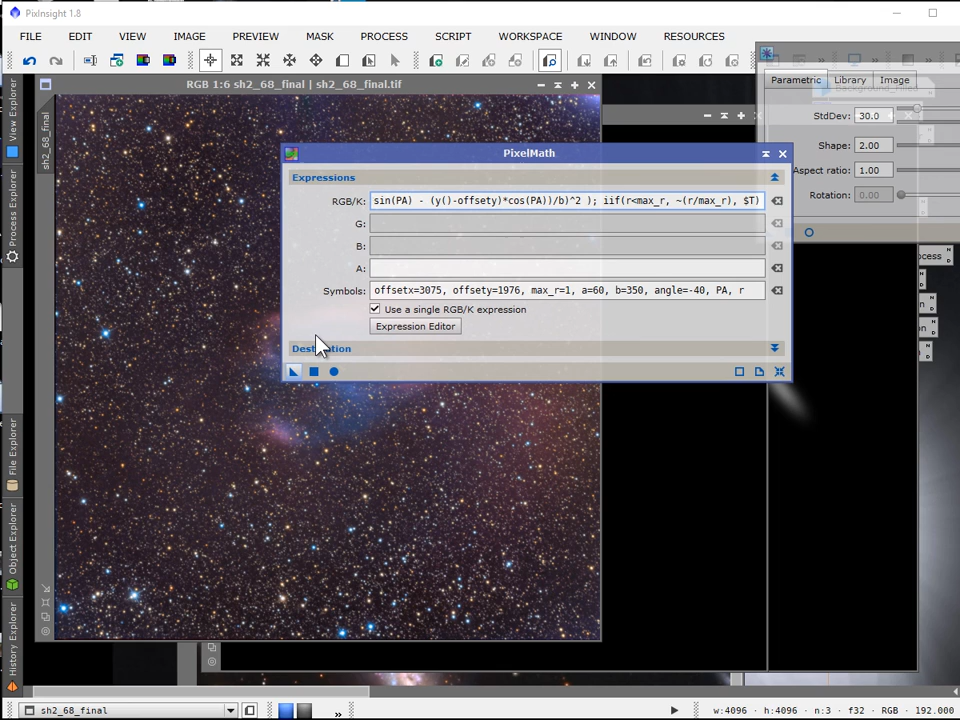 PixInsight 1.8
FILE EDIT VIEW IMAGE PREVIEW MASK PROCESS SCRIPT WORKSPACE WINDOW RESOURCES
RGB 1:6 sh2_68_final | sh2_68_final.tif
sh2_68_final
View Explorer
Process Explorer
File Explorer
Object Explorer
History Explorer
Parametric Library Image
StdDev: 30.0
Shape: 2.00
Aspect ratio: 1.00
Rotation: 0.00
PixelMath
Expressions
RGB/K: sin(PA) - (y()-offsety)*cos(PA))/b)^2 ); iif(r<max_r, ~(r/max_r), $T)
G:
B:
A:
Symbols: offsetx=3075, offsety=1976, max_r=1, a=60, b=350, angle=-40, PA, r
Use a single RGB/K expression
Expression Editor
Destination
sh2_68_final
w:4096 · h:4096 · n:3 · f32 · RGB · 192.000